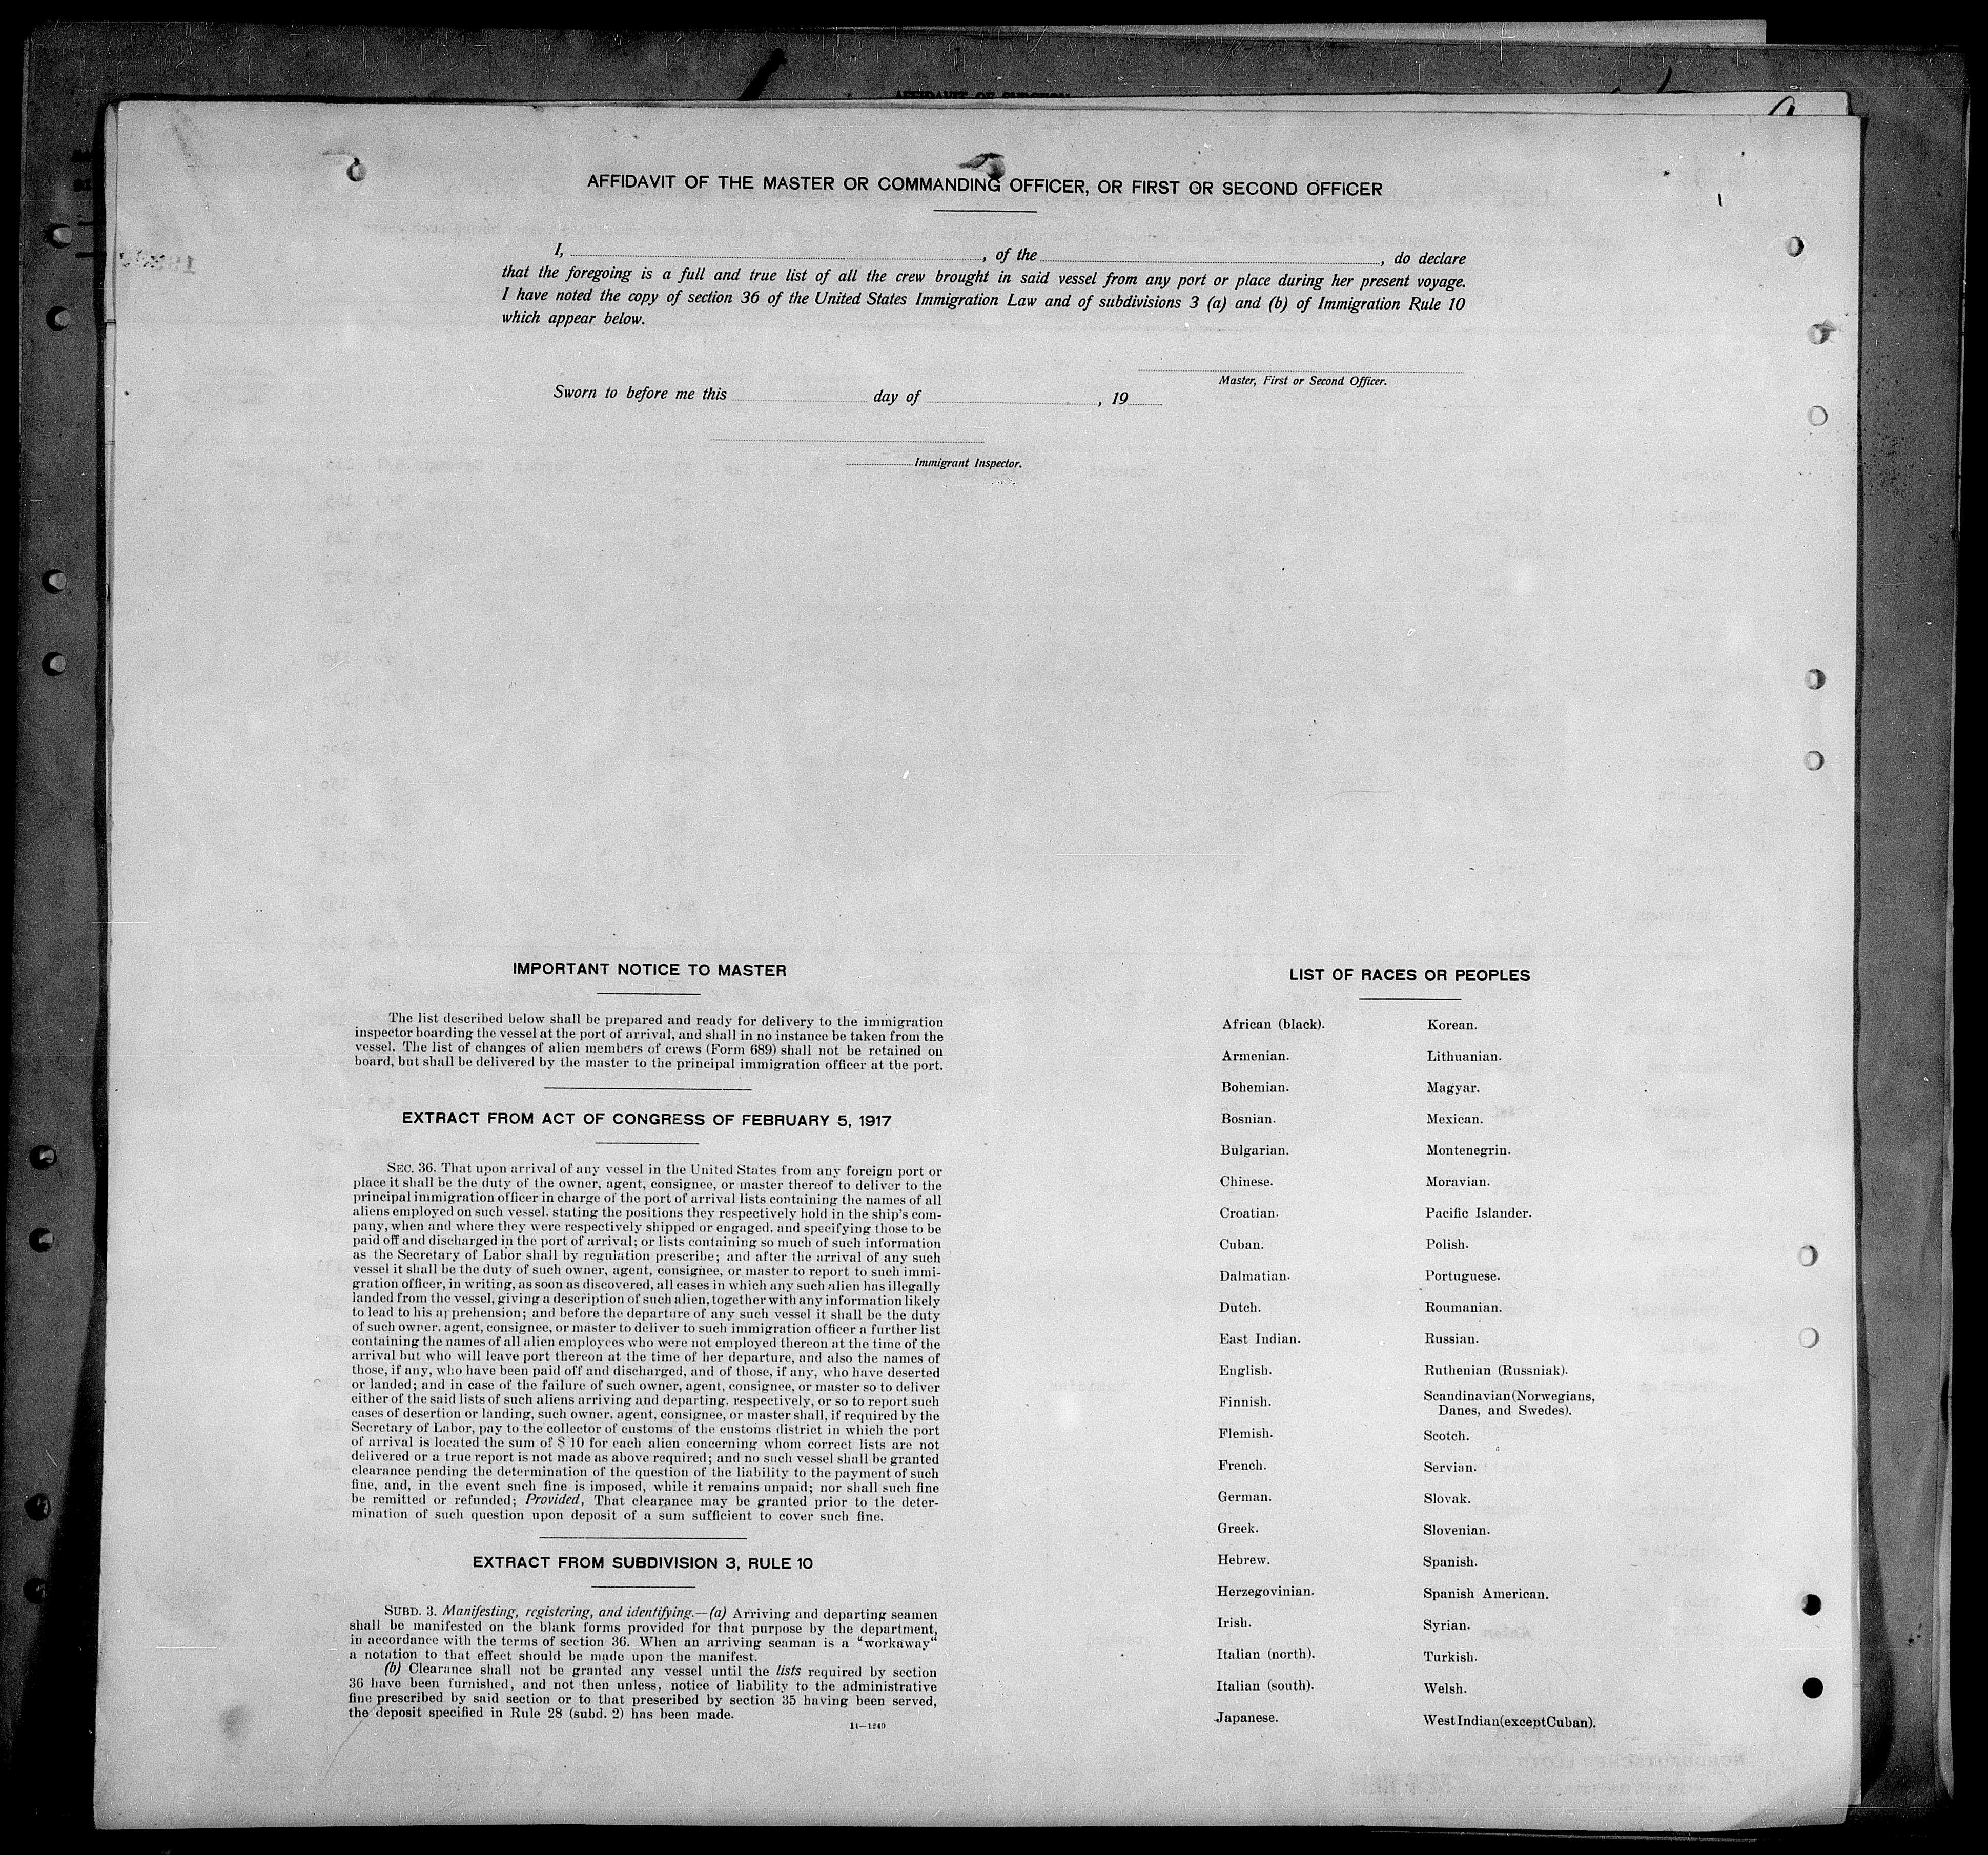 AFFIDAVIT OF SURGEON
AFFIDAVIT OF THE MASTER OR COMMANDING OFFICER, OR FIRST OR SECOND OFFICER
I, , of the , do declare
that the foregoing is a full and true list of all the crew brought in said vessel from any port or place during her present voyage.
I have noted the copy of section 36 of the United States Immigration Law and of subdivisions 3 (a) and (b) of Immigration Rule 10
which appear below.
Master, First or Second Officer.
Sworn to before me this day of , 19
Immigrant Inspector.
IMPORTANT NOTICE TO MASTER
The list described below shall be prepared and ready for delivery to the immigration
inspector boarding the vessel at the port of arrival, and shall in no instance be taken from the
vessel. The list of changes of alien members of crews (Form 689) shall not be retained on
board, but shall be delivered by the master to the principal immigration officer at the port.
EXTRACT FROM ACT OF CONGRESS OF FEBRUARY 5, 1917
SEC. 36. That upon arrival of any vessel in the United States from any foreign port or
place it shall be the duty of the owner, agent, consignee, or master thereof to deliver to the
principal immigration officer in charge of the port of arrival lists containing the names of all
aliens employed on such vessel, stating the positions they respectively hold in the ship's com-
pany, when and where they were respectively shipped or engaged, and specifying those to be
paid off and discharged in the port of arrival; or lists containing so much of such information
as the Secretary of Labor shall by regulation prescribe; and after the arrival of any such
vessel it shall be the duty of such owner, agent, consignee, or master to report to such immi-
gration officer, in writing, as soon as discovered, all cases in which any such alien has illegally
landed from the vessel, giving a description of such alien, together with any information likely
to lead to his apprehension; and before the departure of any such vessel it shall be the duty
of such owner, agent, consignee, or master to deliver to such immigration officer a further list
containing the names of all alien employees who were not employed thereon at the time of the
arrival but who will leave port thereon at the time of her departure, and also the names of
those, if any, who have been paid off and discharged, and of those, if any, who have deserted
or landed; and in case of the failure of such owner, agent, consignee, or master so to deliver
either of the said lists of such aliens arriving and departing, respectively, or so to report such
cases of desertion or landing, such owner, agent, consignee, or master shall, if required by the
Secretary of Labor, pay to the collector of customs of the customs district in which the port
of arrival is located the sum of $ 10 for each alien concerning whom correct lists are not
delivered or a true report is not made as above required; and no such vessel shall be granted
clearance pending the determination of the question of the liability to the payment of such
fine, and, in the event such fine is imposed, while it remains unpaid; nor shall such fine
be remitted or refunded; Provided, That clearance may be granted prior to the deter-
mination of such question upon deposit of a sum sufficient to cover such fine.
EXTRACT FROM SUBDIVISION 3, RULE 10
SUBD. 3. Manifesting, registering, and identifying.—(a) Arriving and departing seamen
shall be manifested on the blank forms provided for that purpose by the department,
in accordance with the terms of section 36. When an arriving seaman is a "workaway"
a notation to that effect should be made upon the manifest.
(b) Clearance shall not be granted any vessel until the lists required by section
36 have been furnished, and not then unless, notice of liability to the administrative
fine prescribed by said section or to that prescribed by section 35 having been served,
the deposit specified in Rule 28 (subd. 2) has been made.
11—1240
LIST OF RACES OR PEOPLES
African (black).
Armenian.
Bohemian.
Bosnian.
Bulgarian.
Chinese.
Croatian.
Cuban.
Dalmatian.
Dutch.
East Indian.
English.
Finnish.
Flemish.
French.
German.
Greek.
Hebrew.
Herzegovinian.
Irish.
Italian (north).
Italian (south).
Japanese.
Korean.
Lithuanian.
Magyar.
Mexican.
Montenegrin.
Moravian.
Pacific Islander.
Polish.
Portuguese.
Roumanian.
Russian.
Ruthenian (Russniak).
Scandinavian (Norwegians,
Danes, and Swedes).
Scotch.
Servian.
Slovak.
Slovenian.
Spanish.
Spanish American.
Syrian.
Turkish.
Welsh.
West Indian (except Cuban).